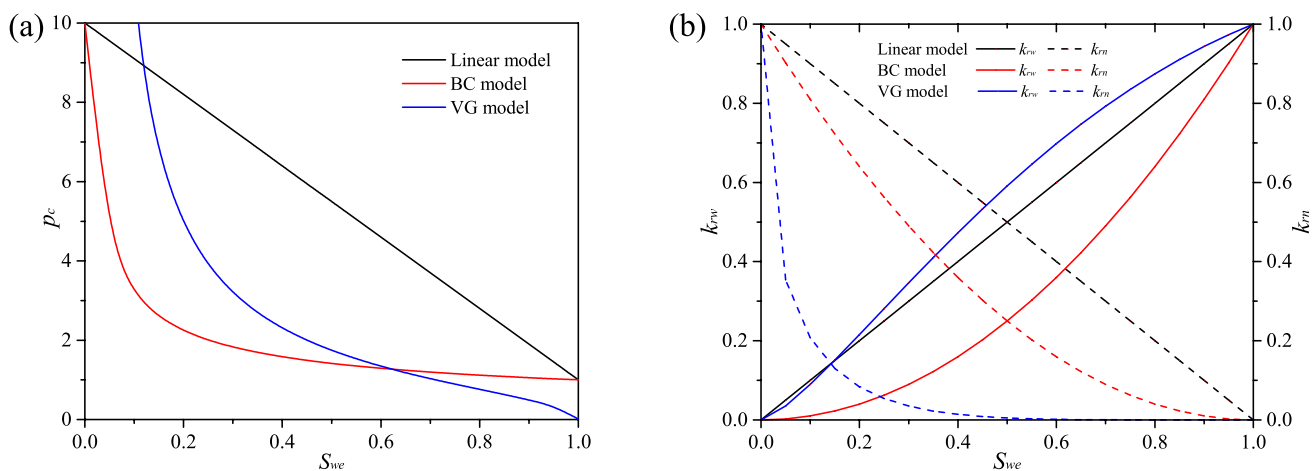 (a)
10
8
6
4
2
0
p_c
Linear model
BC model
VG model
0.0 0.2 0.4 0.6 0.8 1.0
S_we
(b)
1.0
0.8
0.6
0.4
0.2
0.0
k_rw
Linear model k_rw k_rn
BC model k_rw k_rn
VG model k_rw k_rn
1.0
0.8
0.6
0.4
0.2
0.0
k_rn
0.0 0.2 0.4 0.6 0.8 1.0
S_we